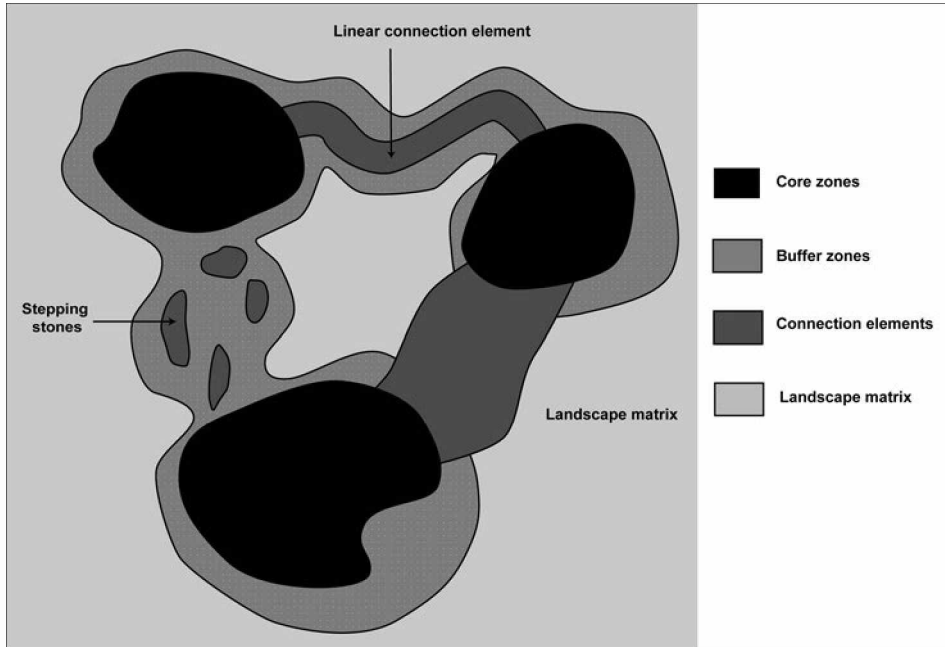 Linear connection element
Core zones
Buffer zones
Stepping
stones
Connection elements
Landscape matrix
Landscape matrix